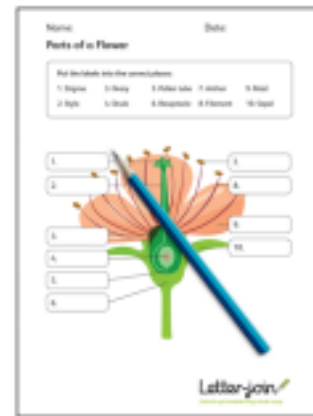 Name: Date:
Parts of a Flower
Put the labels into the correct places:
1. Stigma 3. Ovary 5. Pollen tube 7. Anther 9. Petal
2. Style 4. Ovule 6. Receptacle 8. Filament 10. Sepal
1. 7.
2. 8.
3. 9.
4. 10.
5.
6.
Letter-join